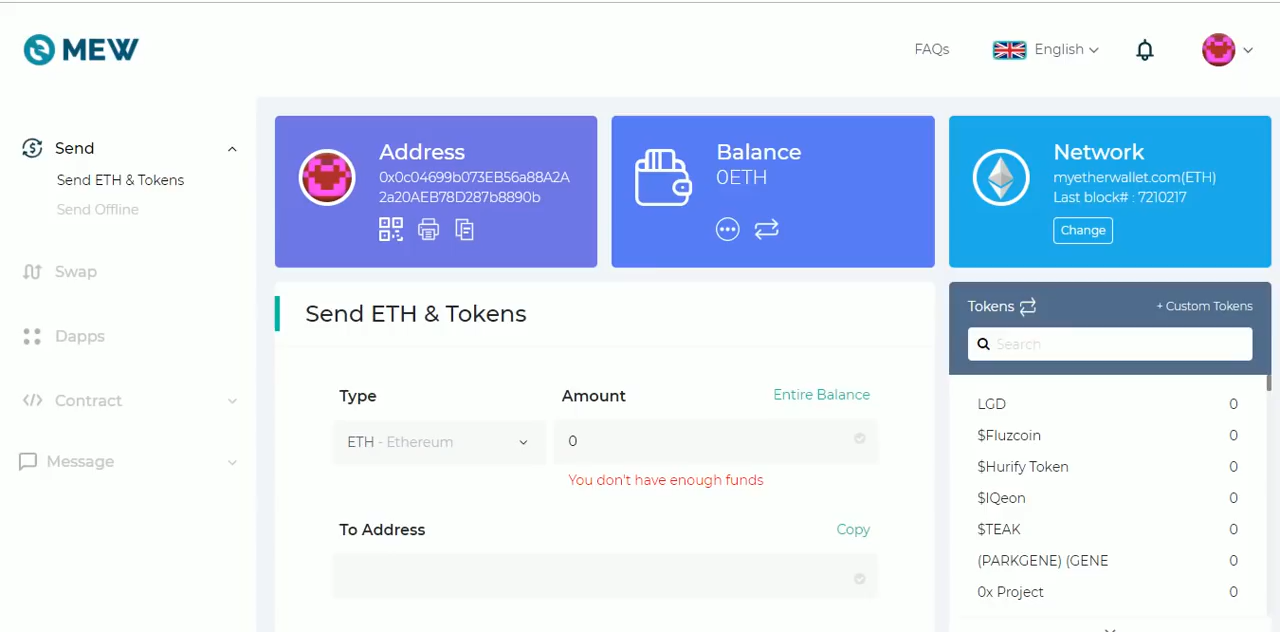 MEW
FAQs
English
Send
Send ETH & Tokens
Send Offline
Swap
Dapps
Contract
Message
Address
0x0c04699b073EB56a88A2A
2a20AEB78D287b8890b
Balance
0ETH
Network
myetherwallet.com(ETH)
Last block# : 7210217
Change
Send ETH & Tokens
Type
ETH - Ethereum
Amount
Entire Balance
0
You don't have enough funds
To Address
Copy
Tokens
+ Custom Tokens
Search
LGD 0
$Fluzcoin 0
$Hurify Token 0
$IQeon 0
$TEAK 0
(PARKGENE) (GENE 0
0x Project 0